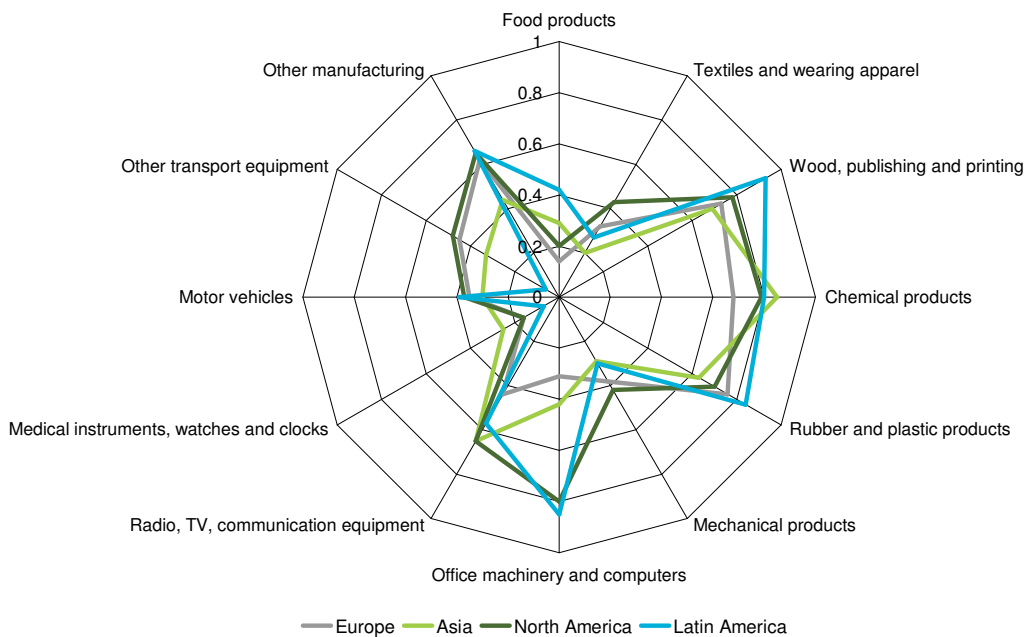 Food products
1
Other manufacturing
Textiles and wearing apparel
0.8
0.6
Other transport equipment
Wood, publishing and printing
0.4
0.2
Motor vehicles
0
Chemical products
Medical instruments, watches and clocks
Rubber and plastic products
Radio, TV, communication equipment
Mechanical products
Office machinery and computers
Europe Asia North America Latin America